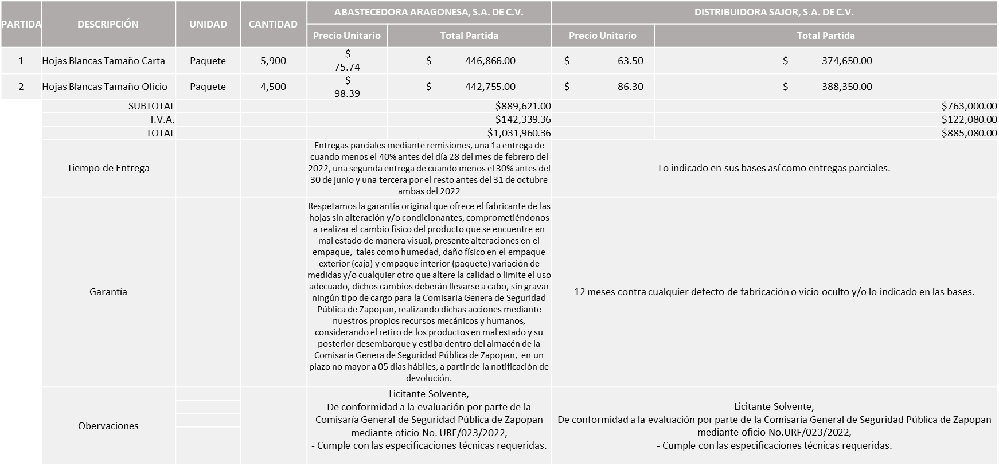 ABASTECEDORA ARAGONESA, S.A. DE C.V. DISTRIBUIDORA SAJOR, S.A. DE C.V.
PARTIDA DESCRIPCIÓN UNIDAD CANTIDAD
Precio Unitario Total Partida Precio Unitario Total Partida
1 Hojas Blancas Tamaño Carta Paquete 5,900 $ 75.74 $ 446,866.00 $ 63.50 $ 374,650.00
2 Hojas Blancas Tamaño Oficio Paquete 4,500 $ 98.39 $ 442,755.00 $ 86.30 $ 388,350.00
SUBTOTAL $889,621.00 $763,000.00
I.V.A. $142,339.36 $122,080.00
TOTAL $1,031,960.36 $885,080.00
Tiempo de Entrega
Entregas parciales mediante remisiones, una 1a entrega de
cuando menos el 40% antes del día 28 del mes de febrero del
2022, una segunda entrega de cuando menos el 30% antes del
30 de junio y una tercera por el resto antes del 31 de octubre
ambas del 2022
Lo indicado en sus bases así como entregas parciales.
Garantía
Respetamos la garantía original que ofrece el fabricante de las
hojas sin alteración y/o condicionantes, comprometiéndonos
a realizar el cambio físico del producto que se encuentre en
mal estado de manera visual, presente alteraciones en el
empaque, tales como humedad, daño físico en el empaque
exterior (caja) y empaque interior (paquete) variación de
medidas y/o cualquier otro que altere la calidad o limite el uso
adecuado, dichos cambios deberán llevarse a cabo, sin gravar
ningún tipo de cargo para la Comisaria Genera de Seguridad
Pública de Zapopan, realizando dichas acciones mediante
nuestros propios recursos mecánicos y humanos,
considerando el retiro de los productos en mal estado y su
posterior desembarque y estiba dentro del almacén de la
Comisaria Genera de Seguridad Pública de Zapopan, en un
plazo no mayor a 05 días hábiles, a partir de la notificación de
devolución.
12 meses contra cualquier defecto de fabricación o vicio oculto y/o lo indicado en las bases.
Obervaciones
Licitante Solvente,
De conformidad a la evaluación por parte de la
Comisaría General de Seguridad Pública de Zapopan
mediante oficio No. URF/023/2022,
- Cumple con las especificaciones técnicas requeridas.
Licitante Solvente,
De conformidad a la evaluación por parte de la Comisaría General de Seguridad Pública de Zapopan
mediante oficio No.URF/023/2022,
- Cumple con las especificaciones técnicas requeridas.